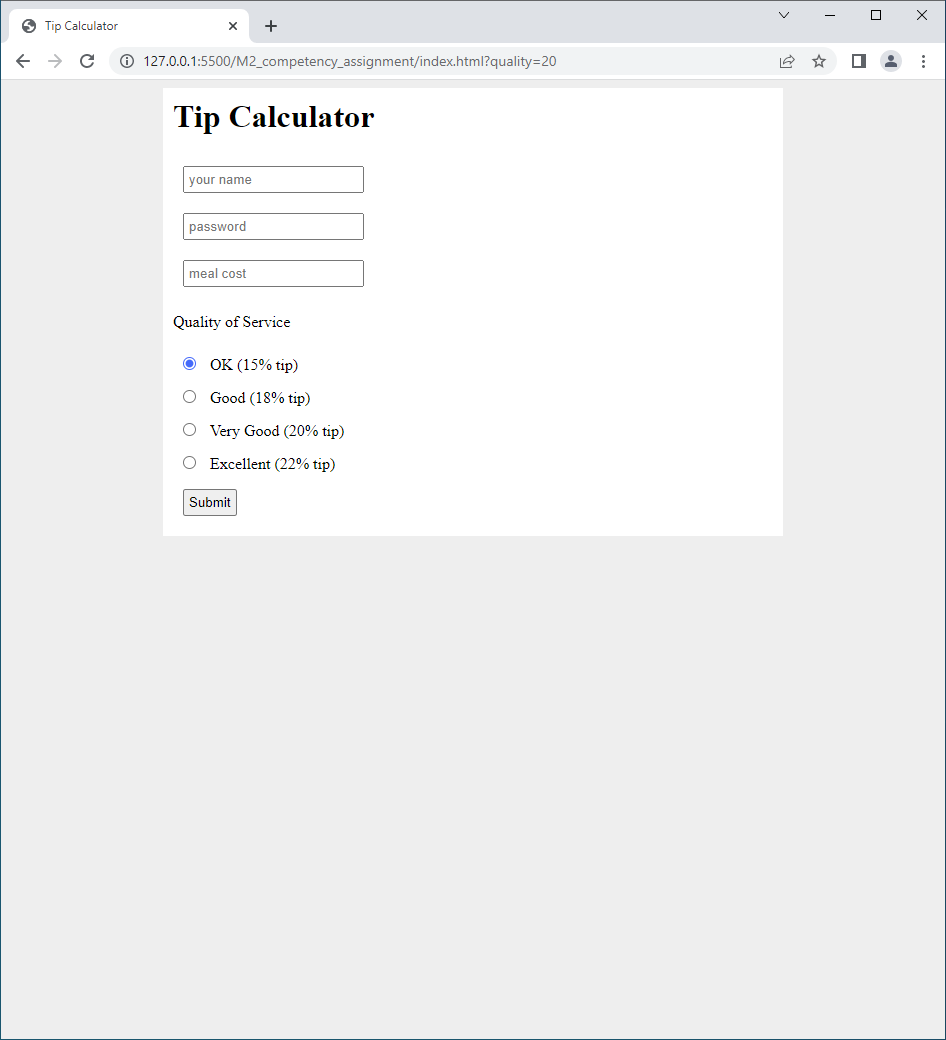 Tip Calculator
127.0.0.1:5500/M2_competency_assignment/index.html?quality=20
Tip Calculator
your name
password
meal cost
Quality of Service
OK (15% tip)
Good (18% tip)
Very Good (20% tip)
Excellent (22% tip)
Submit